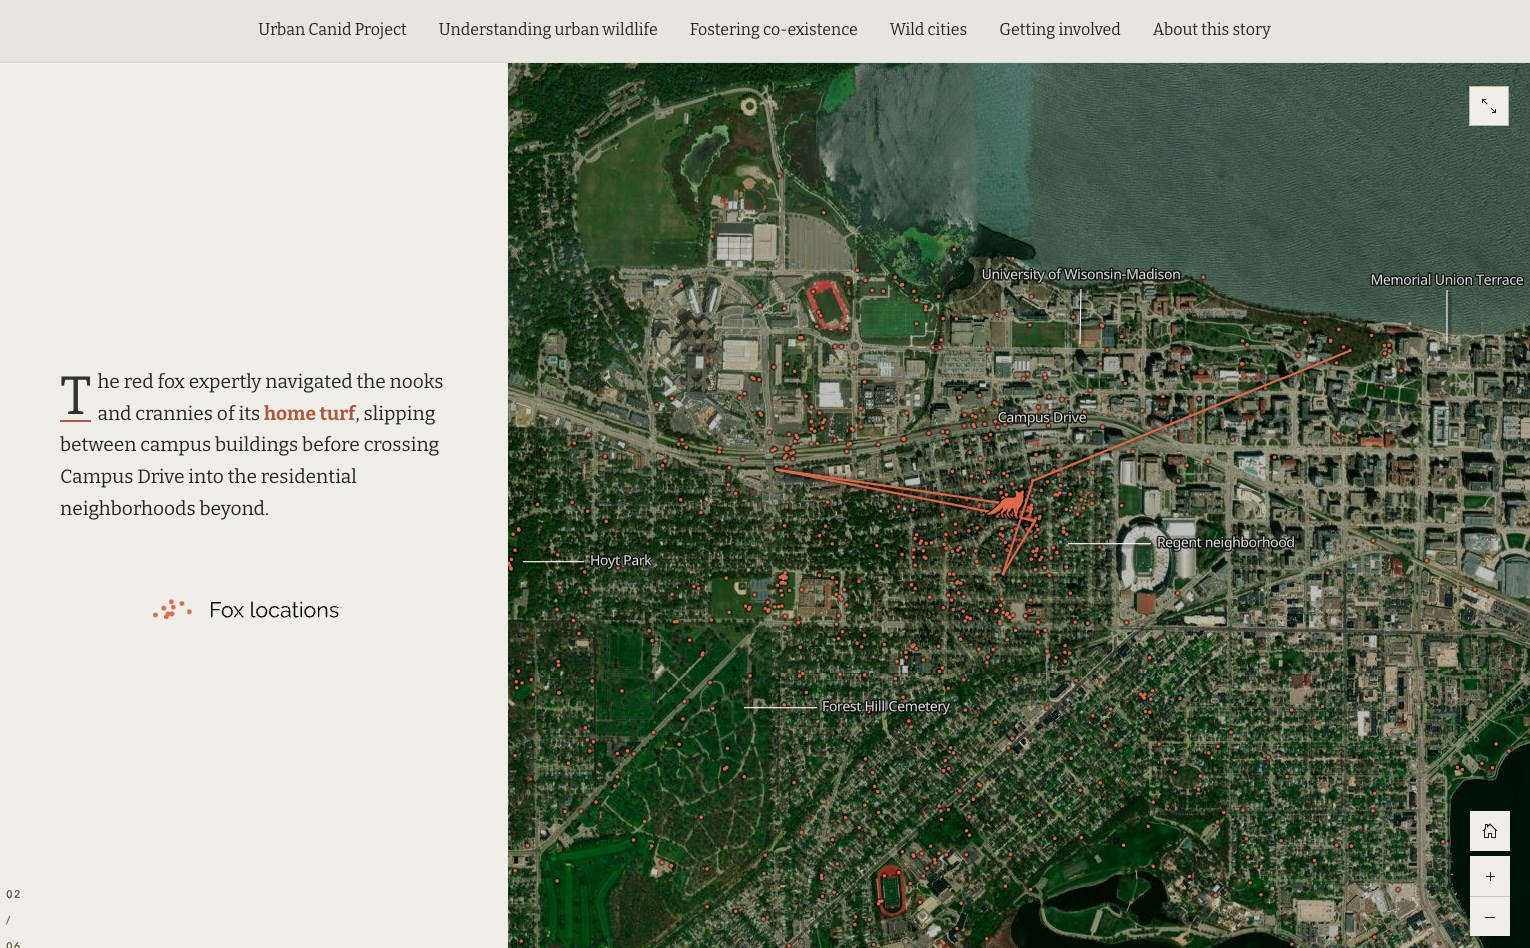 Urban Canid Project
Understanding urban wildlife
Fostering co-existence
Wild cities
Getting involved
About this story
The red fox expertly navigated the nooks
and crannies of its home turf, slipping
between campus buildings before crossing
Campus Drive into the residential
neighborhoods beyond.
Fox locations
02
/
06
University of Wisonsin-Madison
Memorial Union Terrace
Campus Drive
Regent neighborhood
Hoyt Park
Forest Hill Cemetery